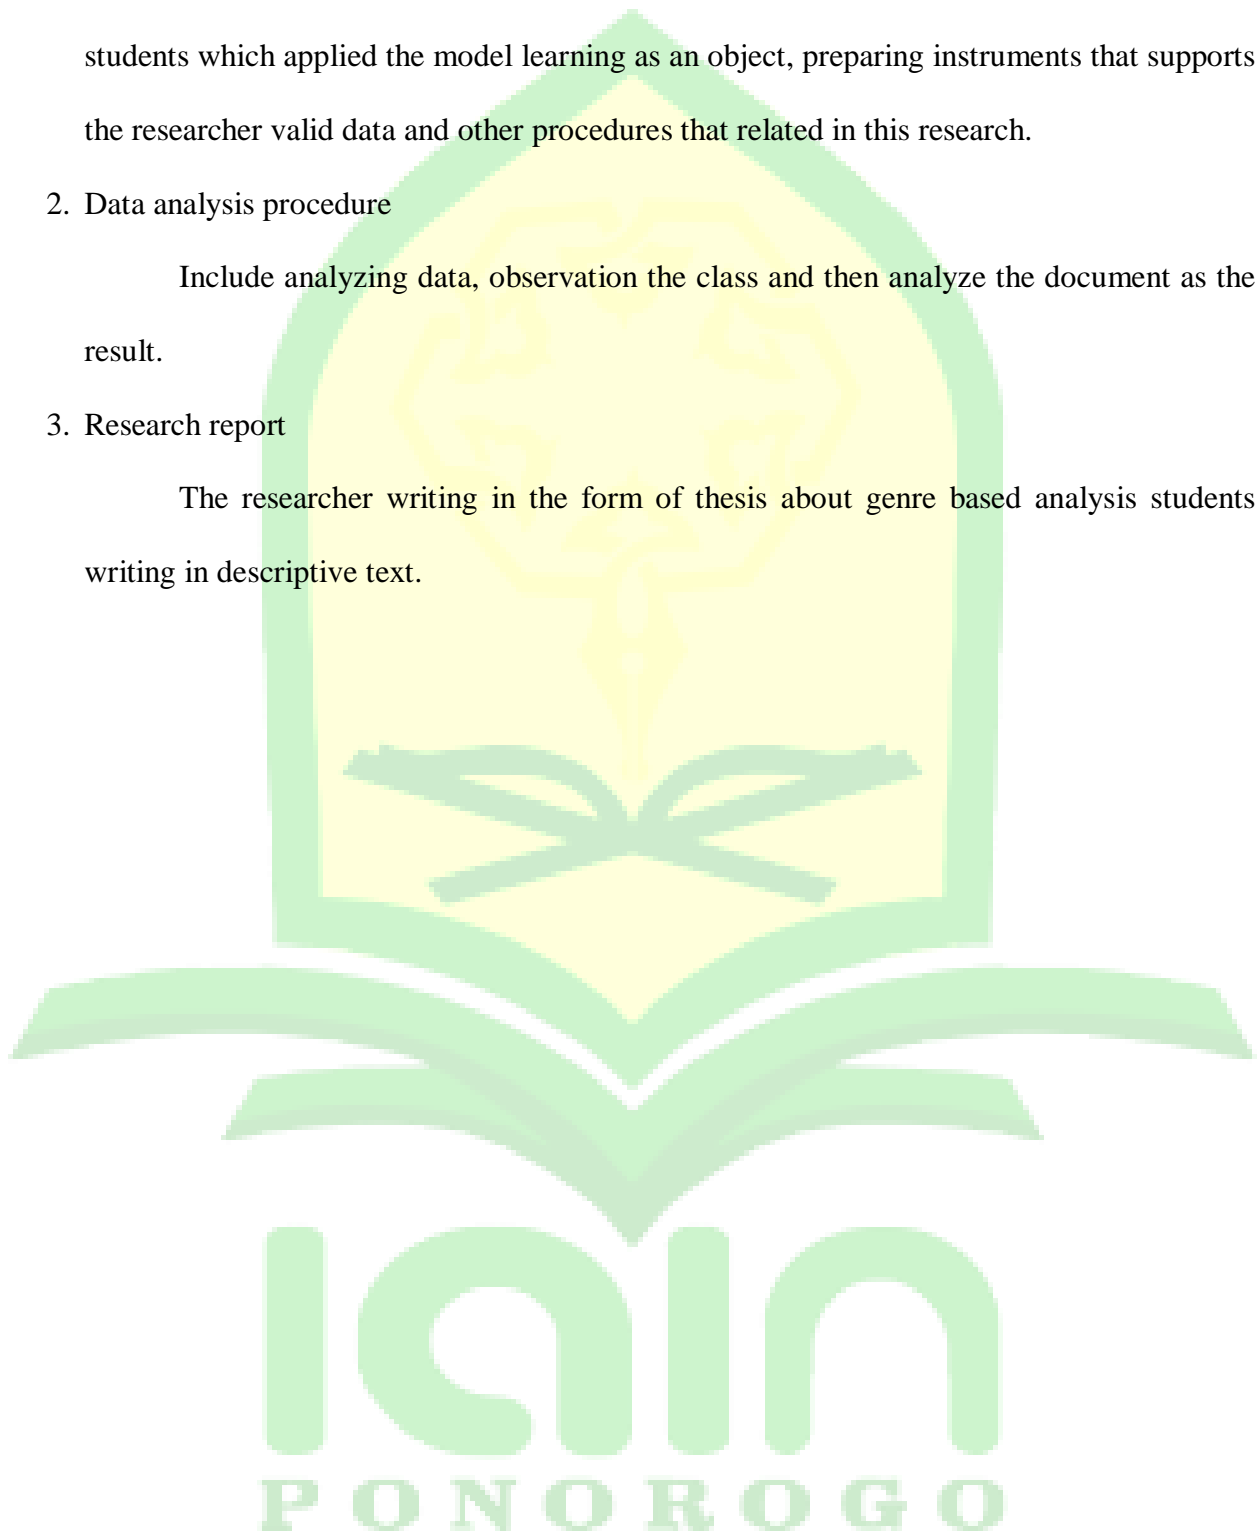 students which applied the model learning as an object, preparing instruments that supports
the researcher valid data and other procedures that related in this research.
2. Data analysis procedure
Include analyzing data, observation the class and then analyze the document as the
result.
3. Research report
The researcher writing in the form of thesis about genre based analysis students
writing in descriptive text.
iain
PONOROGO